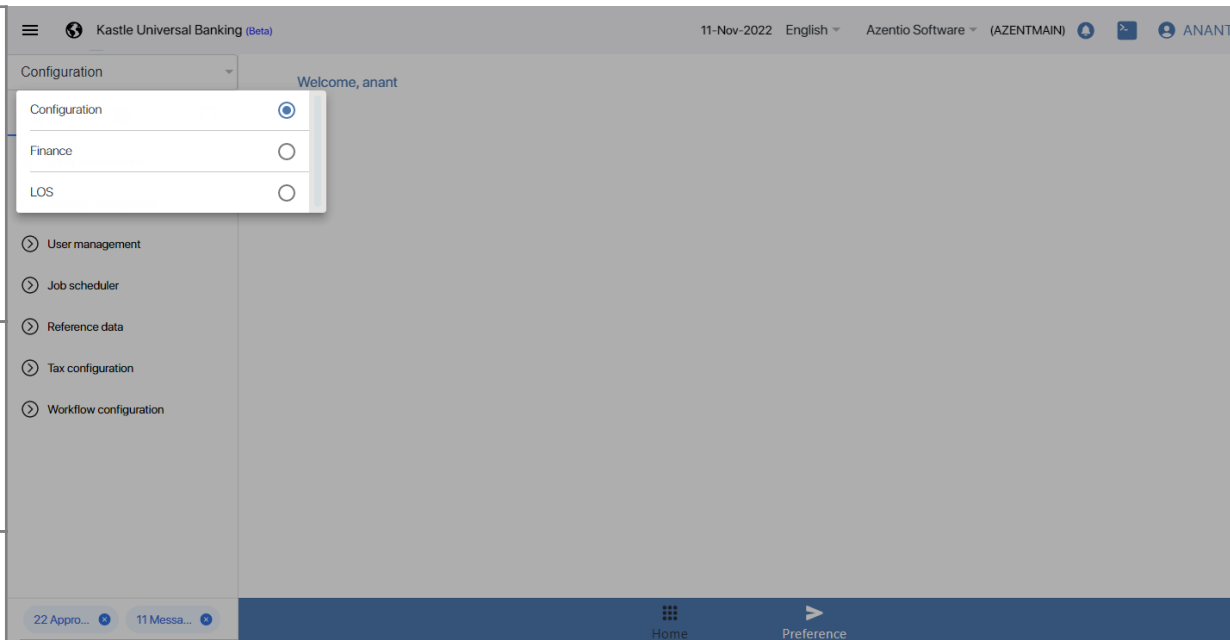 Kastle Universal Banking (Beta)
11-Nov-2022 English Azentio Software (AZENTMAIN) ANANT
Configuration
Welcome, anant
Configuration
Finance
LOS
User management
Job scheduler
Reference data
Tax configuration
Workflow configuration
22 Appro... 11 Messa...
Home Preference